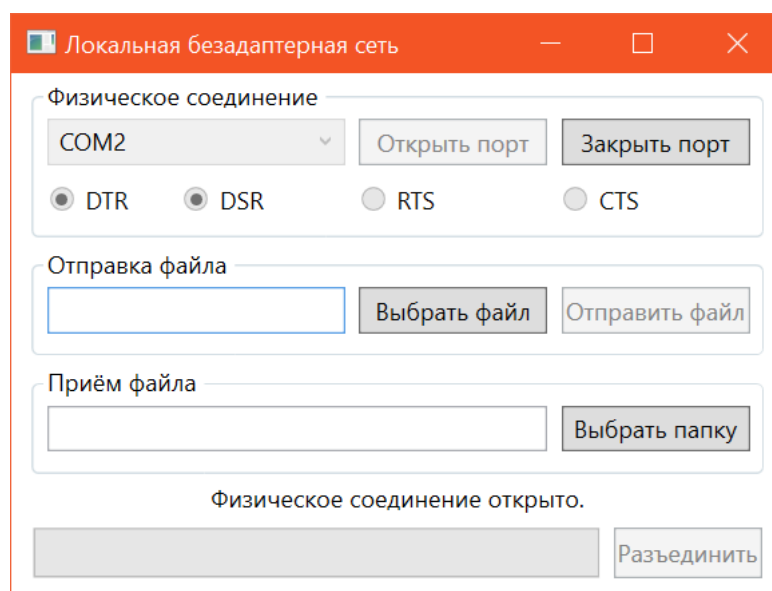 Локальная безадаптерная сеть
Физическое соединение
COM2 Открыть порт Закрыть порт
DTR DSR RTS CTS
Отправка файла
Выбрать файл Отправить файл
Приём файла
Выбрать папку
Физическое соединение открыто.
Разъединить